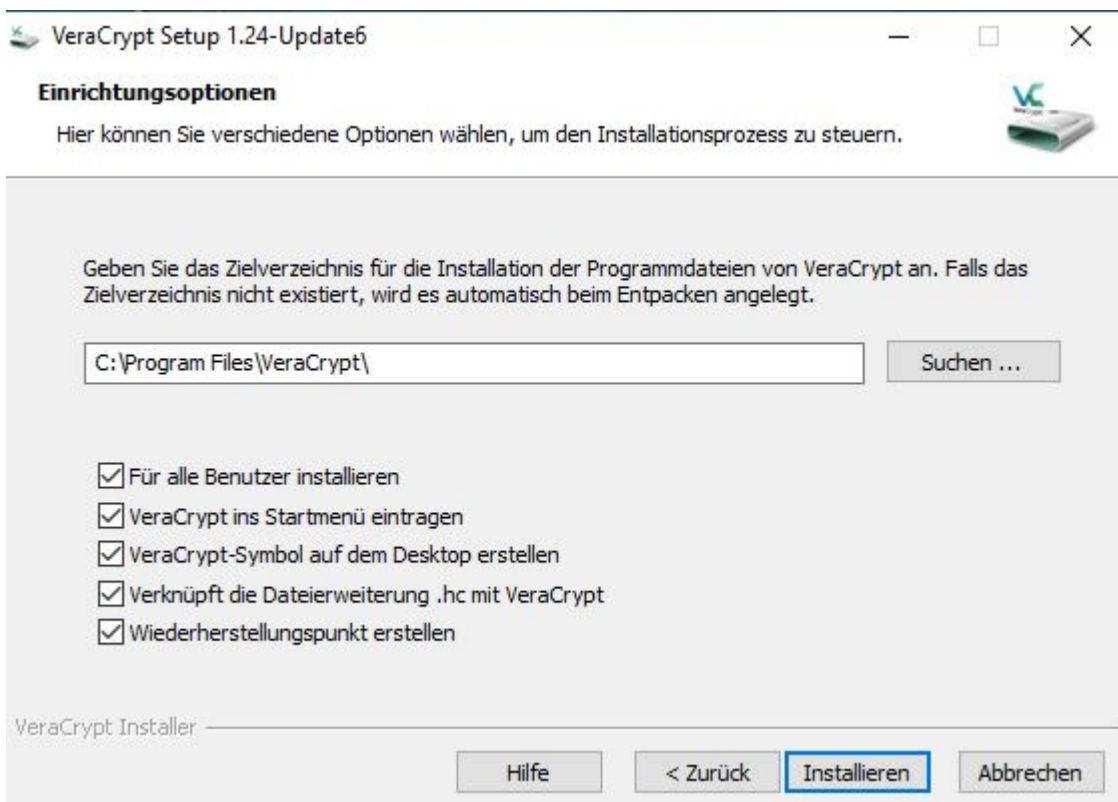 VeraCrypt Setup 1.24-Update6
Einrichtungsoptionen
Hier können Sie verschiedene Optionen wählen, um den Installationsprozess zu steuern.
VC
Geben Sie das Zielverzeichnis für die Installation der Programmdateien von VeraCrypt an. Falls das
Zielverzeichnis nicht existiert, wird es automatisch beim Entpacken angelegt.
C:\Program Files\VeraCrypt\
Suchen ...
Für alle Benutzer installieren
VeraCrypt ins Startmenü eintragen
VeraCrypt-Symbol auf dem Desktop erstellen
Verknüpft die Dateierweiterung .hc mit VeraCrypt
Wiederherstellungspunkt erstellen
VeraCrypt Installer
Hilfe
< Zurück
Installieren
Abbrechen